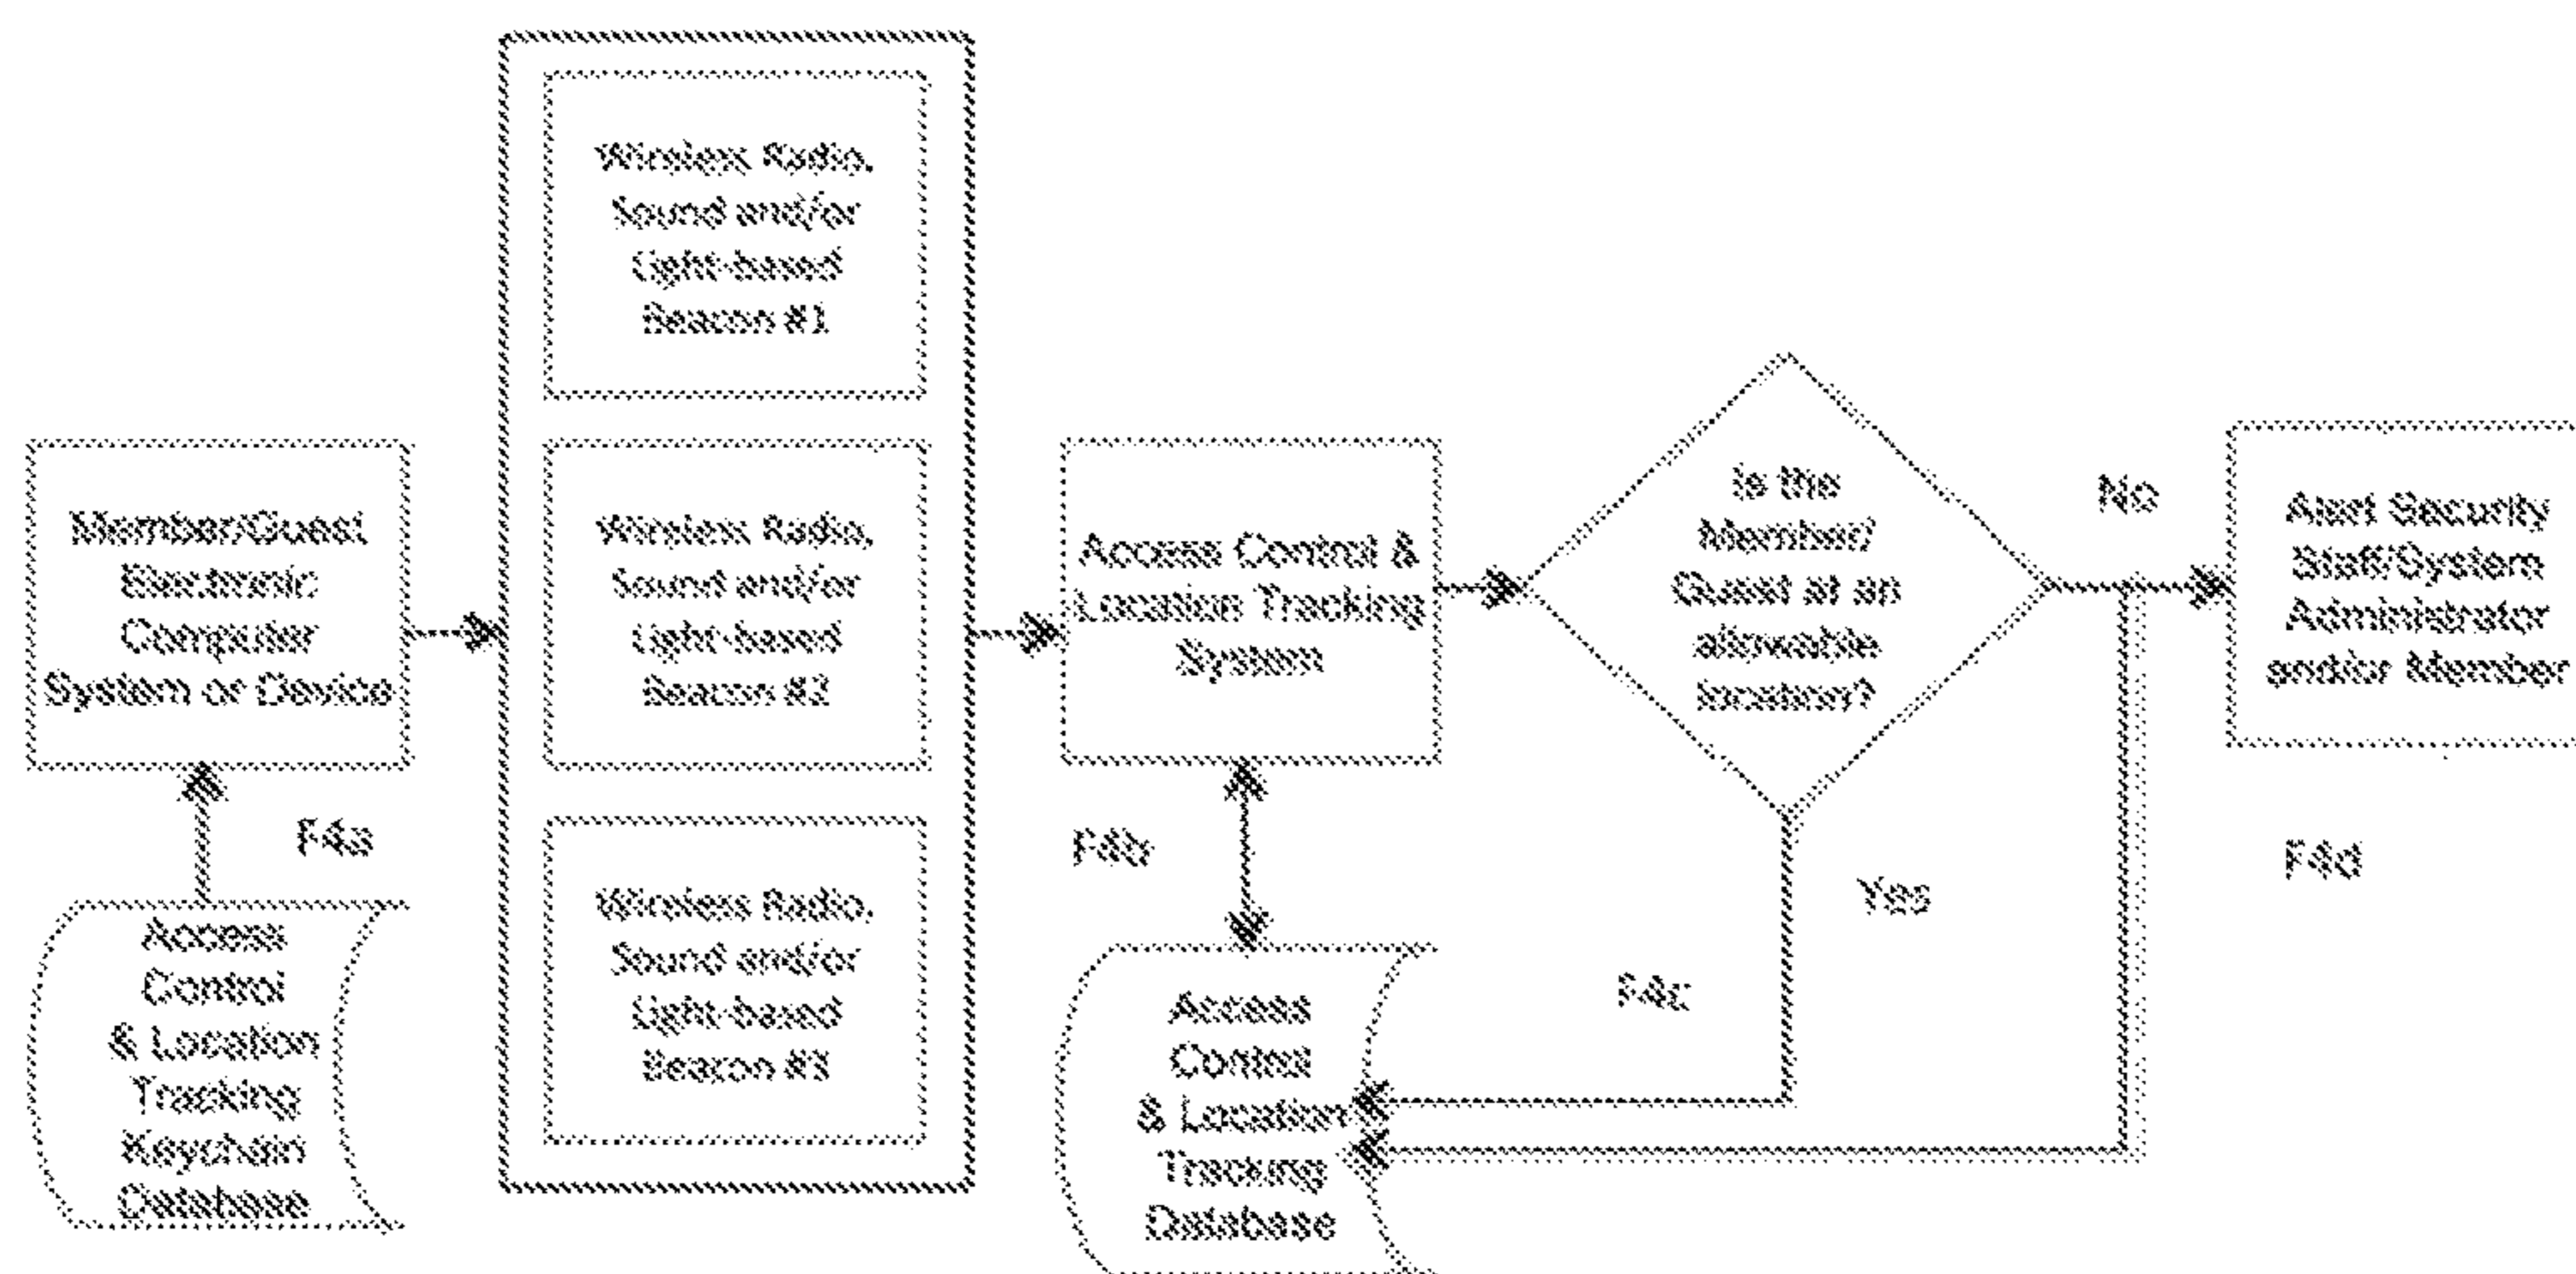 Member/Guest
Electronic
Computer
System or Device
F4a
Access
Control
& Location
Tracking
Keychain
Database
Wireless Radio,
Sound and/or
Light-based
Beacon #1
Wireless Radio,
Sound and/or
Light-based
Beacon #2
Wireless Radio,
Sound and/or
Light-based
Beacon #3
Access Control &
Location Tracking
System
F4b
Access
Control
& Location
Tracking
Database
Is the
Member/
Guest at an
allowable
location?
Yes
F4c
No
Alert Security
Staff/System
Administrator
and/or Member
F4d